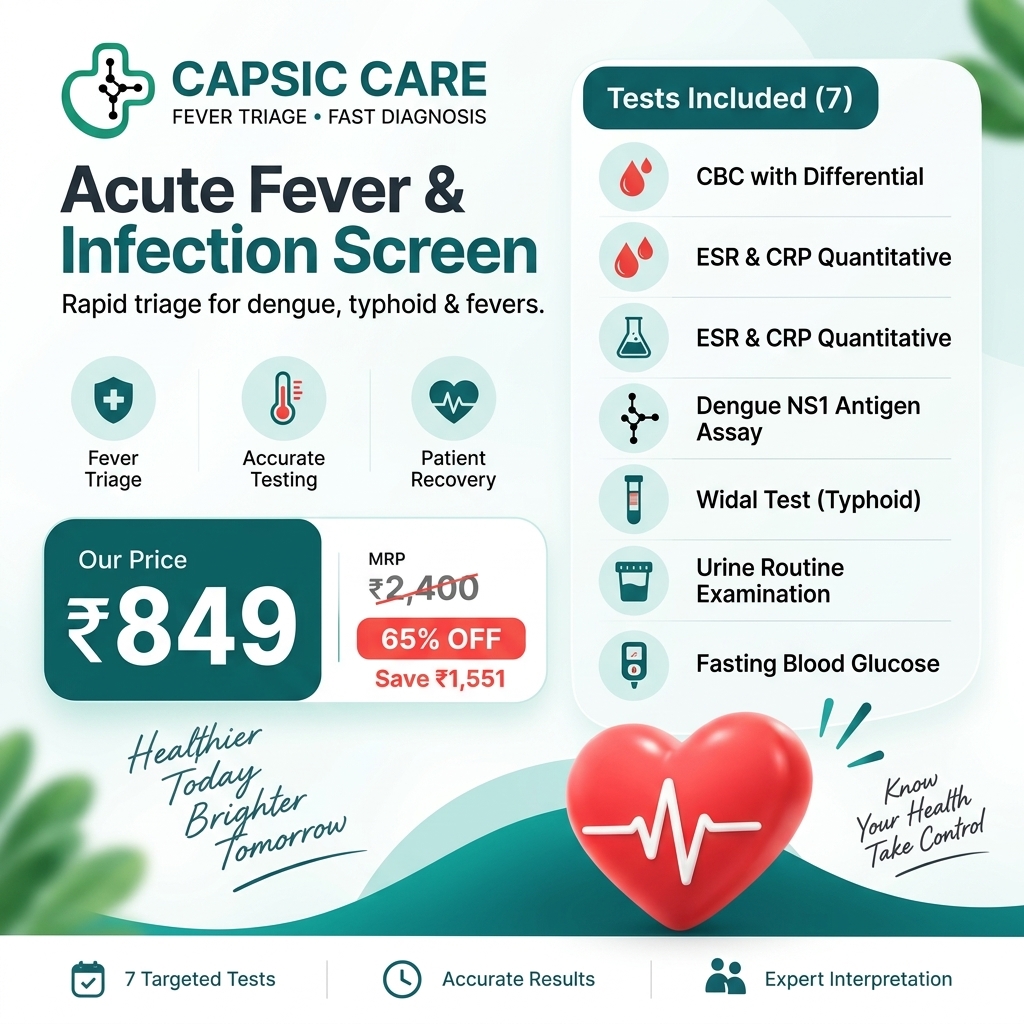 CAPSIC CARE
FEVER TRIAGE • FAST DIAGNOSIS
Acute Fever &
Infection Screen
Rapid triage for dengue, typhoid & fevers.
Fever
Triage
Accurate
Testing
Patient
Recovery
Our Price
₹849
MRP
₹2,400
65% OFF
Save ₹1,551
Tests Included (7)
CBC with Differential
ESR & CRP Quantitative
ESR & CRP Quantitative
Dengue NS1 Antigen
Assay
Widal Test (Typhoid)
Urine Routine
Examination
Fasting Blood Glucose
Healthier
Today
Brighter
Tomorrow
Know
Your Health
Take Control
7 Targeted Tests
Accurate Results
Expert Interpretation